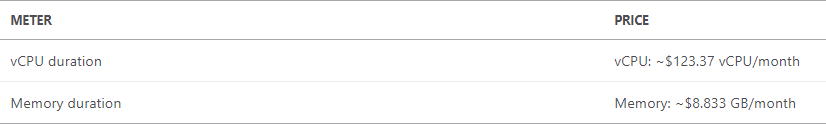 METER PRICE
vCPU duration vCPU: ~$123.37 vCPU/month
Memory duration Memory: ~$8.833 GB/month